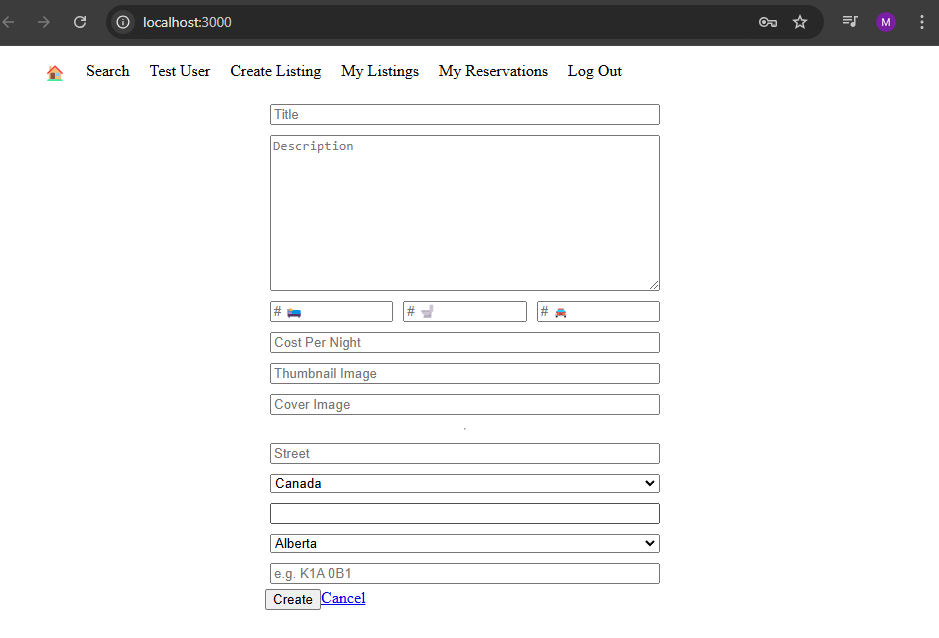 localhost:3000
M
🏠 Search Test User Create Listing My Listings My Reservations Log Out
Title
Description
# 🛌 # 🚽 # 🚘
Cost Per Night
Thumbnail Image
Cover Image
Street
Canada
Alberta
e.g. K1A 0B1
Create Cancel